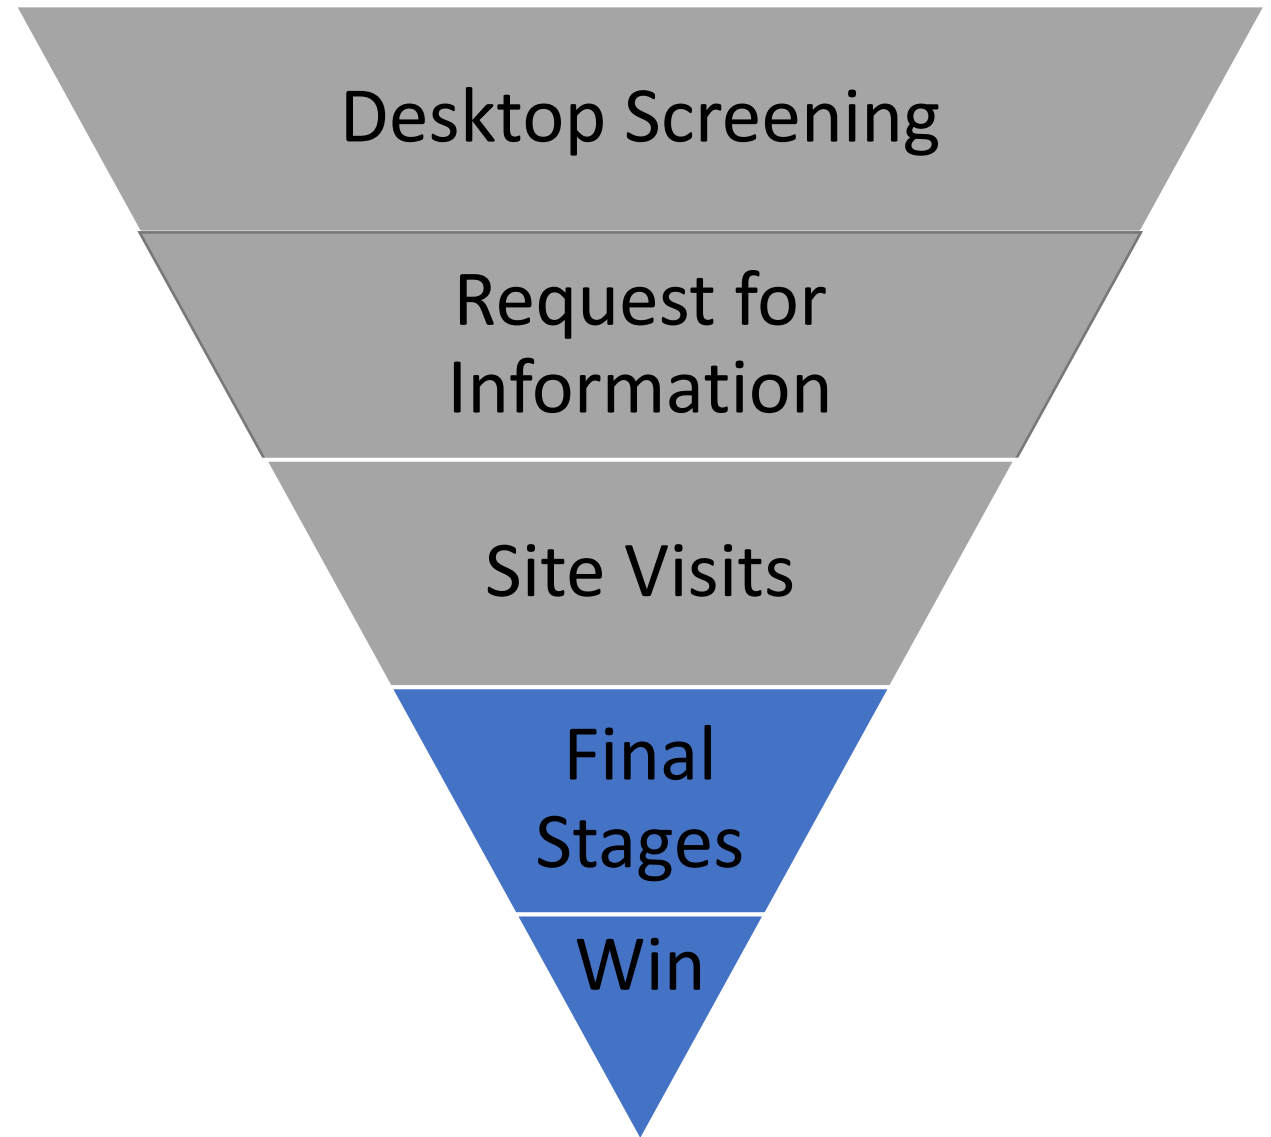 Desktop Screening
Request for
Information
Site Visits
Final
Stages
Win